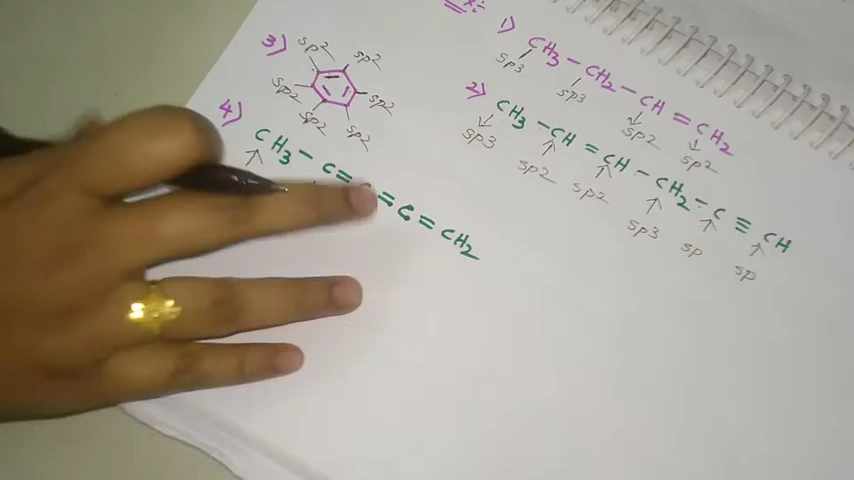 1) CH3 - CH2 - CH = CH2
sp3 sp3 sp2 sp2
2) CH3 - CH = CH - CH2 - C ≡ CH
sp3 sp2 sp2 sp3 sp sp
3) sp2 sp2 sp2 sp2 sp2 sp2
4) CH3 - C = = C = CH2